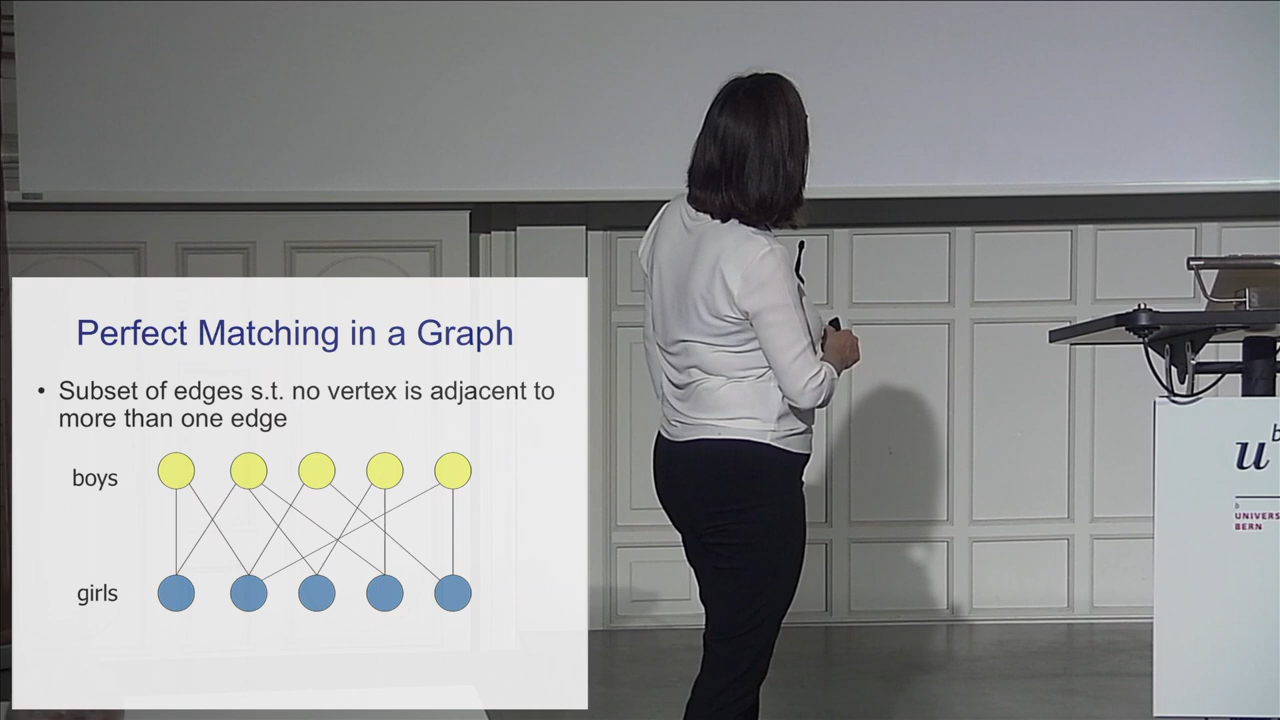 Perfect Matching in a Graph
• Subset of edges s.t. no vertex is adjacent to
more than one edge
boys
girls
u
b
b
UNIVERS
BERN